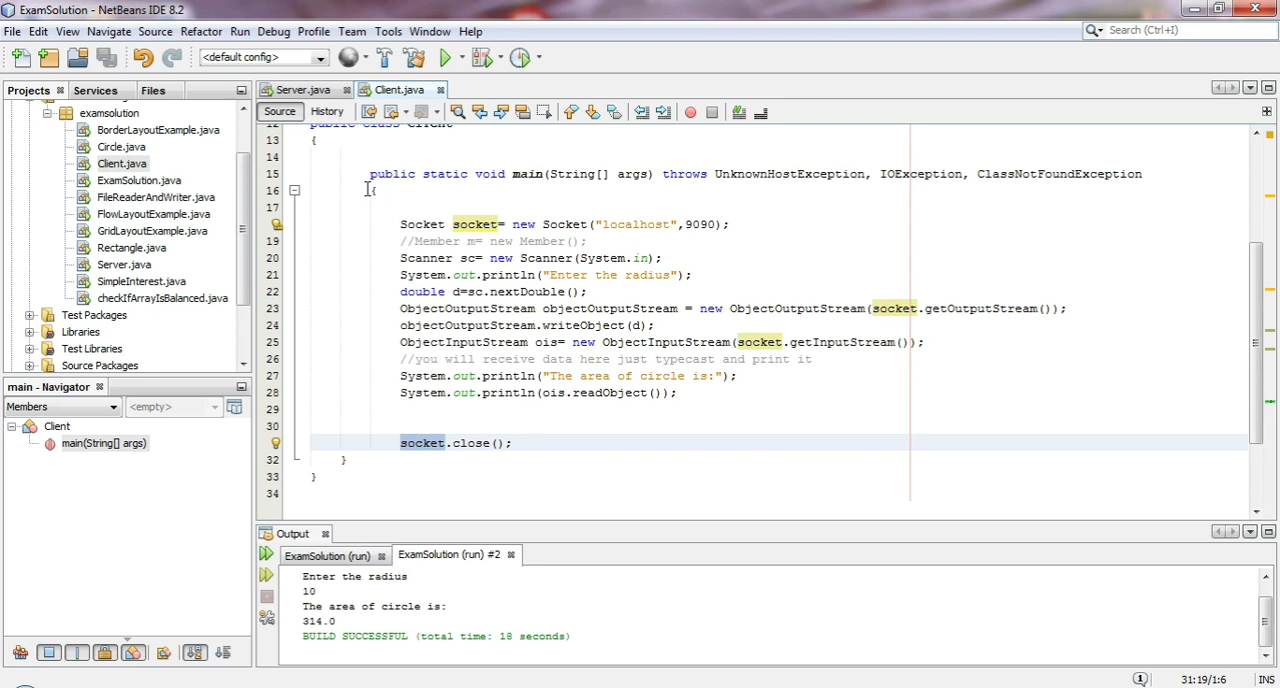 ExamSolution - NetBeans IDE 8.2
File Edit View Navigate Source Refactor Run Debug Profile Team Tools Window Help
Search (Ctrl+I)
<default config>
Projects Services Files
Server.java Client.java
Source History
examsolution
BorderLayoutExample.java
Circle.java
Client.java
ExamSolution.java
FileReaderAndWriter.java
FlowLayoutExample.java
GridLayoutExample.java
Rectangle.java
Server.java
SimpleInterest.java
checkIfArrayIsBalanced.java
Test Packages
Libraries
Test Libraries
Source Packages
main - Navigator
Members <empty>
Client
main(String[] args)
12 public class Client
13 {
14
15 public static void main(String[] args) throws UnknownHostException, IOException, ClassNotFoundException
16 {
17
Socket socket= new Socket("localhost",9090);
19 //Member m= new Member();
20 Scanner sc= new Scanner(System.in);
21 System.out.println("Enter the radius");
22 double d=sc.nextDouble();
23 ObjectOutputStream objectOutputStream = new ObjectOutputStream(socket.getOutputStream());
24 objectOutputStream.writeObject(d);
25 ObjectInputStream ois= new ObjectInputStream(socket.getInputStream());
26 //you will receive data here just typecast and print it
27 System.out.println("The area of circle is:");
28 System.out.println(ois.readObject());
29
30
socket.close();
32 }
33 }
34
Output
ExamSolution (run) ExamSolution (run) #2
Enter the radius
10
The area of circle is:
314.0
BUILD SUCCESSFUL (total time: 18 seconds)
1 31:19/1:6 INS